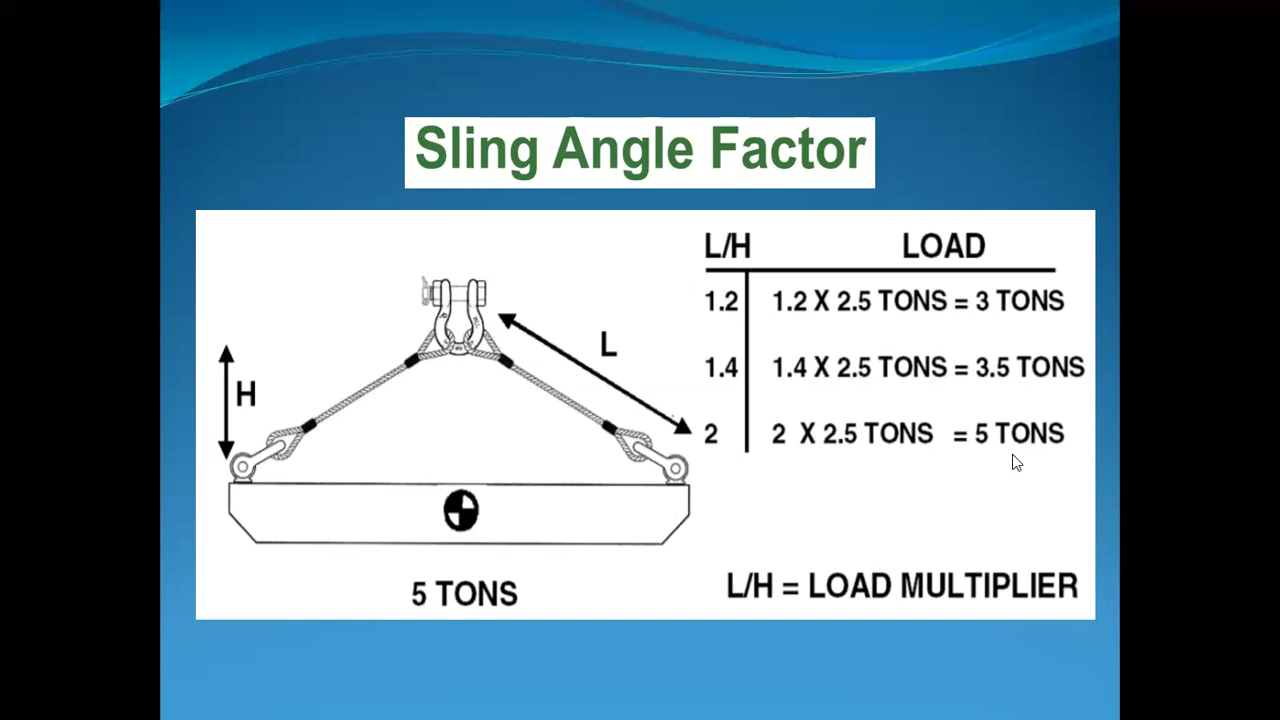 Sling Angle Factor
L/H LOAD
1.2 1.2 X 2.5 TONS = 3 TONS
L
1.4 1.4 X 2.5 TONS = 3.5 TONS
H
2 2 X 2.5 TONS = 5 TONS
5 TONS
L/H = LOAD MULTIPLIER